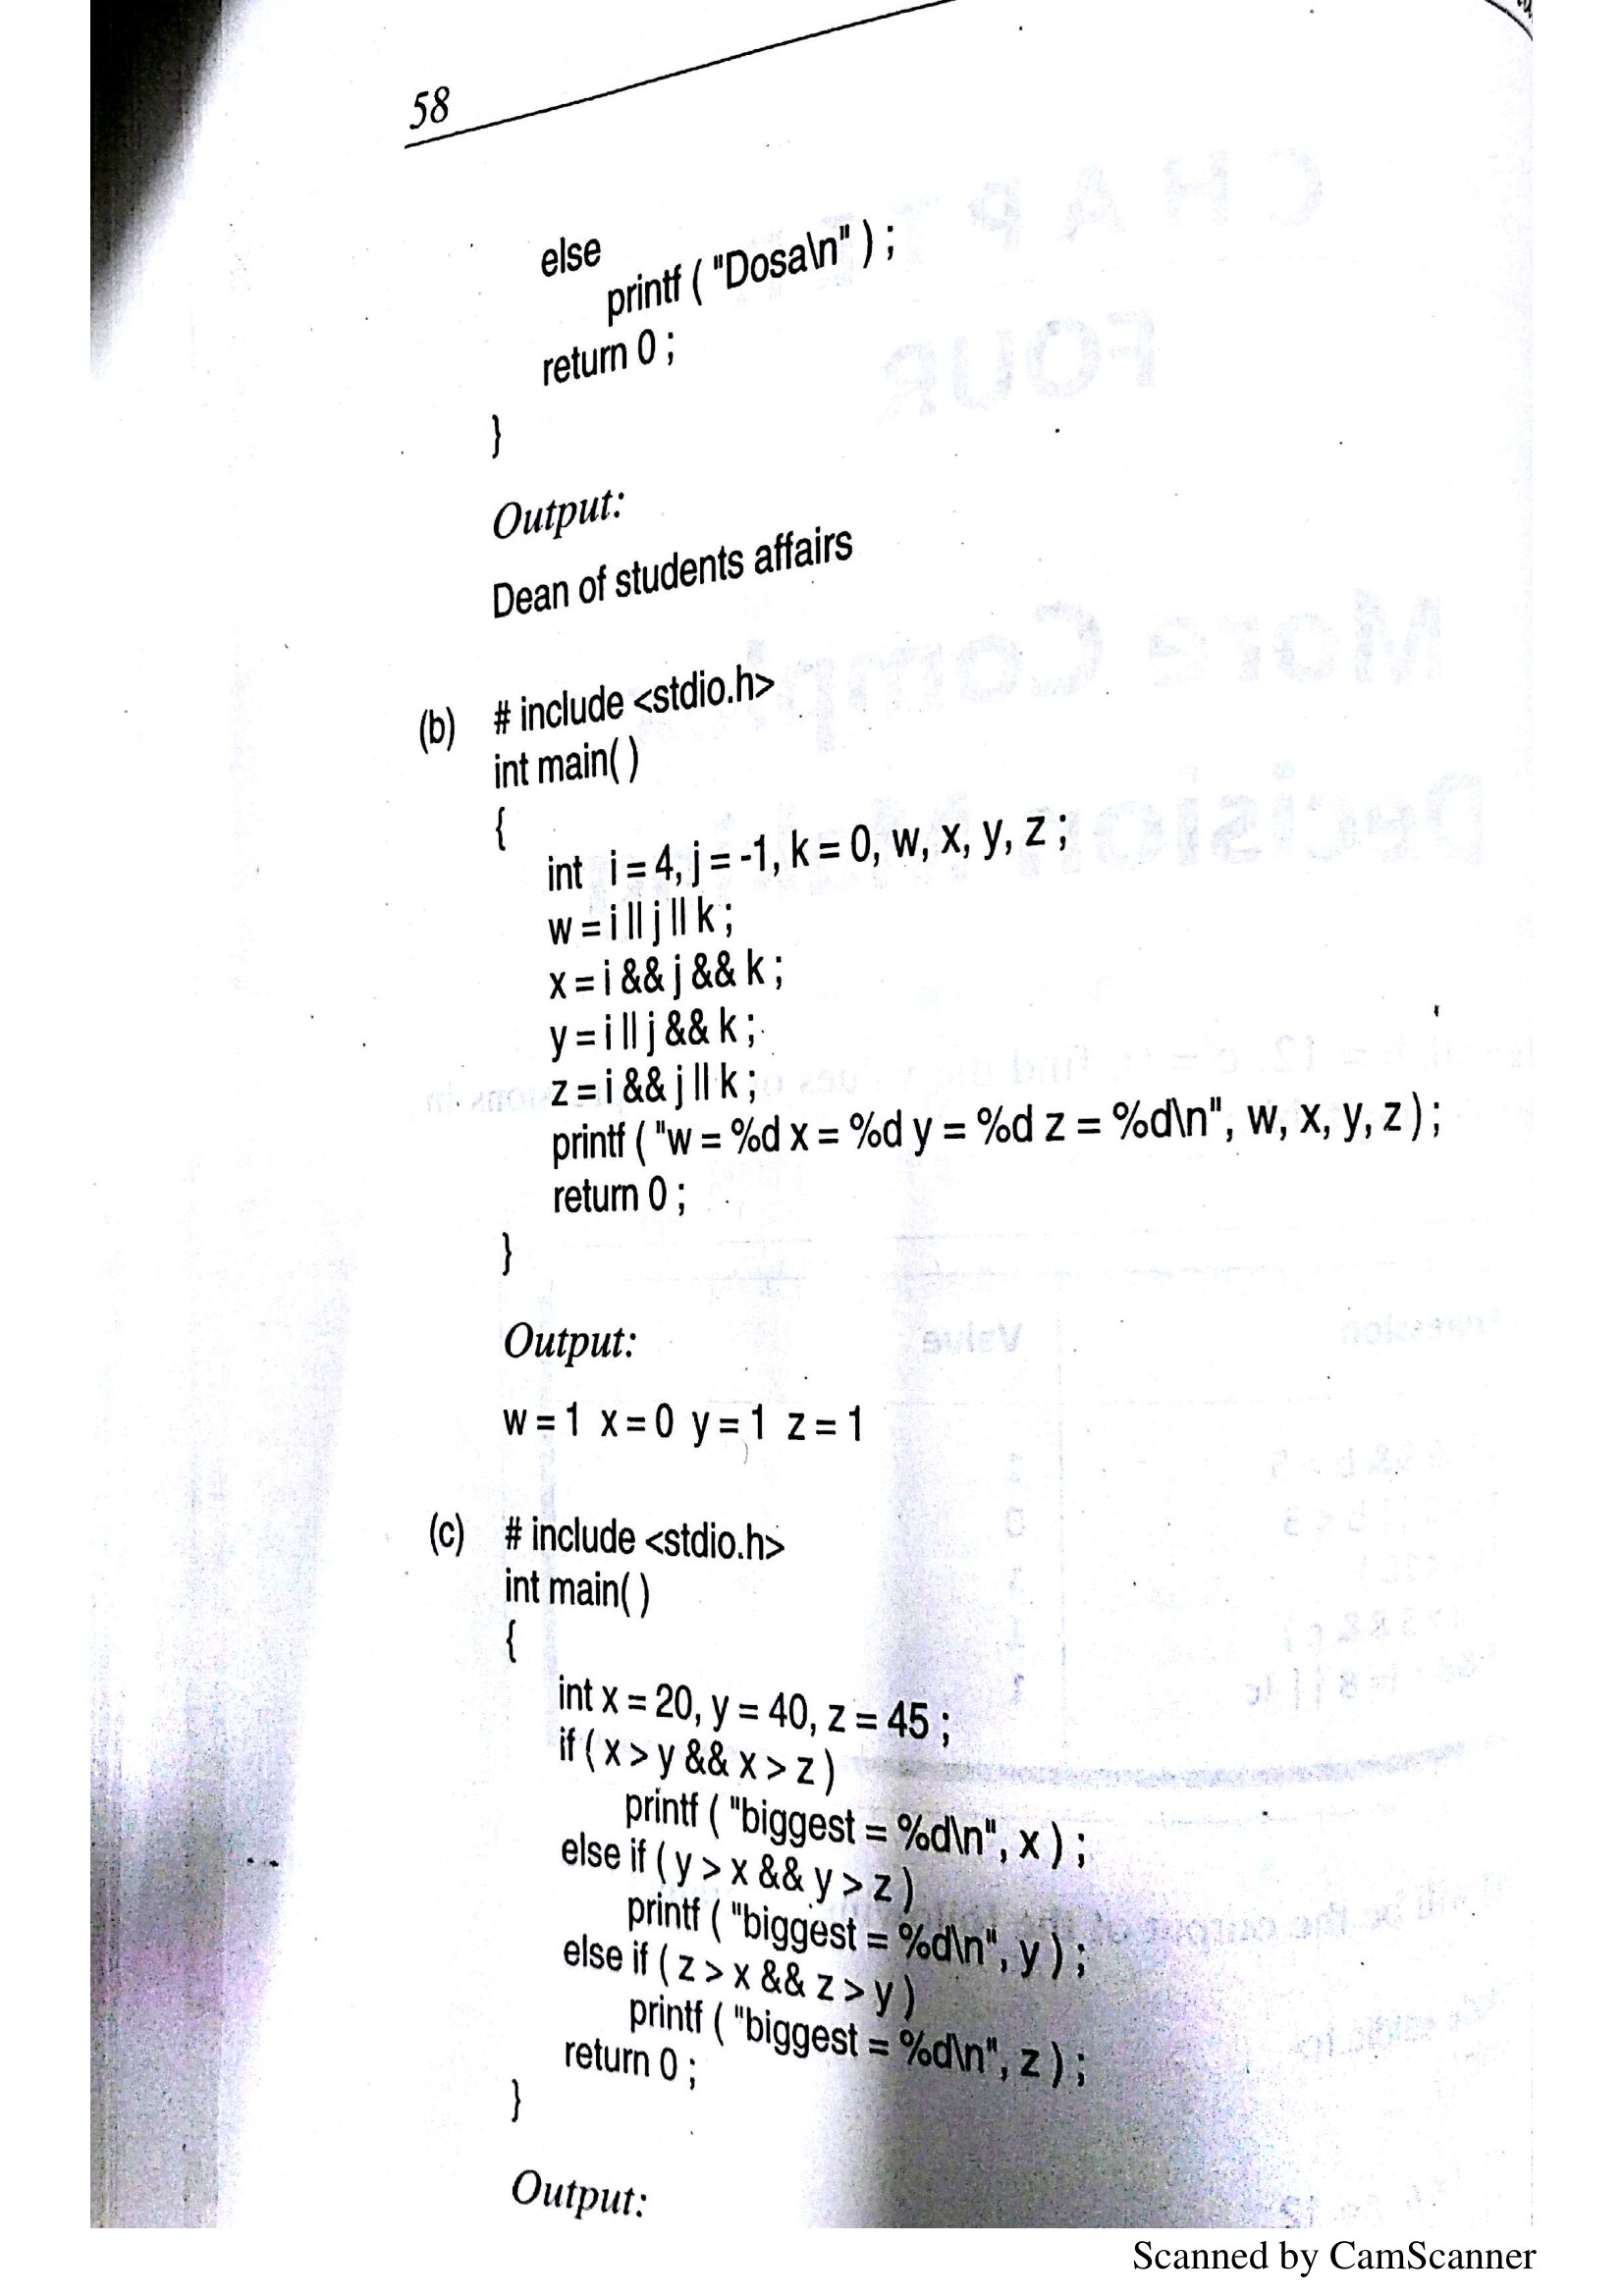 58
else
printf ( "Dosa\n" ) ;
return 0 ;
}
Output:
Dean of students affairs
(b) # include <stdio.h>
int main( )
{
int i = 4, j = -1, k = 0, w, x, y, z ;
w = i || j || k ;
x = i && j && k ;
y = i || j && k ;
z = i && j || k ;
printf ( "w = %d x = %d y = %d z = %d\n", w, x, y, z ) ;
return 0 ;
}
Output:
w = 1 x = 0 y = 1 z = 1
(c) # include <stdio.h>
int main( )
{
int x = 20, y = 40, z = 45 ;
if ( x > y && x > z )
printf ( "biggest = %d\n", x ) ;
else if ( y > x && y > z )
printf ( "biggest = %d\n", y ) ;
else if ( z > x && z > y )
printf ( "biggest = %d\n", z ) ;
return 0 ;
}
Output:
Scanned by CamScanner